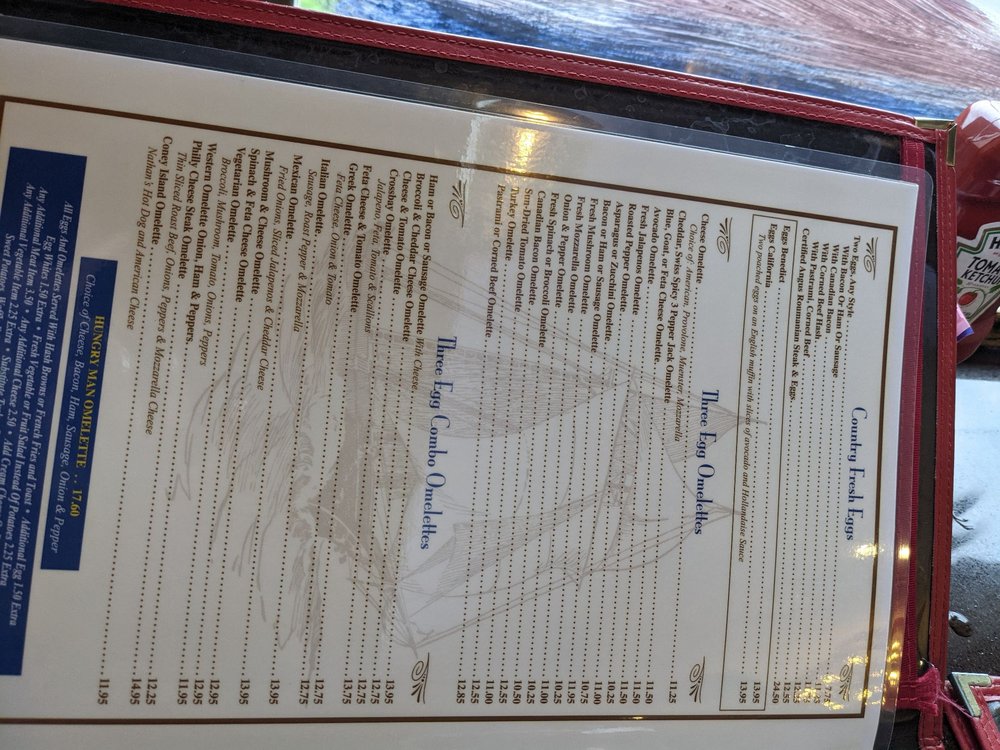 Country Fresh Eggs
Two Eggs, Any Style
With Bacon Or Ham Or Sausage
With Canadian Bacon
With Corned Beef Hash
With Pastrami, Corned Beef
Certified Angus Roumanian Steak & Eggs
Eggs Benedict 13.95
Eggs California 13.95
Two poached eggs on an English muffin with slices of avocado and Hollandaise Sauce
Three Egg Omelettes
Cheese Omelette 11.25
Choice of American, Provolone, Muenster, Mozzarella
Cheddar, Swiss Spicy 3 Pepper Jack Omelette 11.50
Blue, Goat, or Feta Cheese Omelette 11.50
Avocado Omelette 11.50
Fresh Jalapenos Omelette 10.25
Roasted Pepper Omelette 11.00
Asparagus or Zucchini Omelette 10.75
Bacon or Ham or Sausage Omelette 11.95
Fresh Mushroom Omelette 10.25
Fresh Mozzarella Omelette 11.00
Onion & Pepper Omelette 10.50
Fresh Spinach or Broccoli Omelette 10.50
Canadian Bacon Omelette 12.55
Sun-Dried Tomato Omelette 11.00
Turkey Omelette 12.55
Pastrami or Corned Beef Omelette 12.85
Three Egg Combo Omelettes
Ham or Bacon or Sausage Omelette With Cheese 13.95
Broccoli & Cheddar Cheese Omelette 12.75
Cheese & Tomato Omelette 12.75
Crossbay Omelette 13.75
Jalapeno, Feta, Tomato & Scallions
Feta Cheese & Tomato Omelette 12.75
Greek Omelette 12.75
Feta Cheese, Onion & Tomato
Italian Omelette 13.95
Sausage, Roast Pepper & Mozzarella
Mexican Omelette 13.95
Fried Onions, Sliced Jalapenos & Cheddar Cheese
Mushroom & Cheese Omelette 12.95
Spinach & Feta Cheese Omelette 12.95
Vegetarian Omelette 11.95
Broccoli, Mushroom, Tomato, Onions, Peppers
Western Omelette Onion, Ham & Peppers 12.25
Philly Cheese Steak Omelette 14.95
Thin Sliced Roast Beef, Onions, Peppers & Mozzarella Cheese
Coney Island Omelette 11.95
Nathan's Hot Dog and American Cheese
HUNGRY MAN OMELETTE .. 17.60
Choice of Cheese, Bacon, Ham, Sausage, Onion & Pepper
All Eggs And Omelettes Served With Hash Browns or French Fries and Toast • Additional Egg 1.50 Extra
Egg Whites 1.50 Extra • Fresh Vegetable or Fruit Salad Instead Of Potatoes 2.25 Extra
Any Additional Meat Item 3.50 • Any Additional Cheese 2.50 • Substitute
Any Additional Vegetable Item 2.25 Extra • Add Cream
Sweet Potatoes
TOMATO
KETCHUP